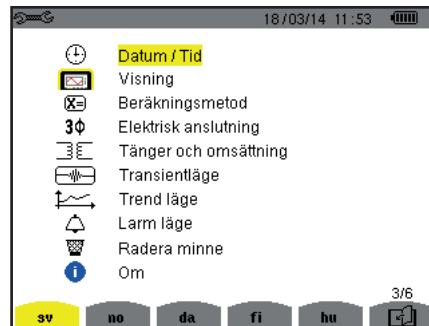 18/03/14 11:53
Datum / Tid
Visning
X= Beräkningsmetod
3Φ Elektrisk anslutning
Tänger och omsättning
Transientläge
Trend läge
Larm läge
Radera minne
i Om
3/6
sv no da fi hu